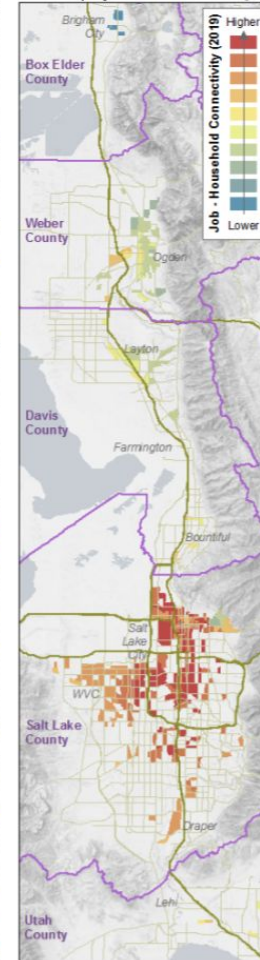 Brigham
City
Box Elder
County
Job - Household Connectivity (2019)
Higher
Lower
Weber
County
Ogden
Layton
Davis
County
Farmington
Bountiful
Salt
Lake
City
WVC
Salt Lake
County
Draper
Lehi
Utah
County